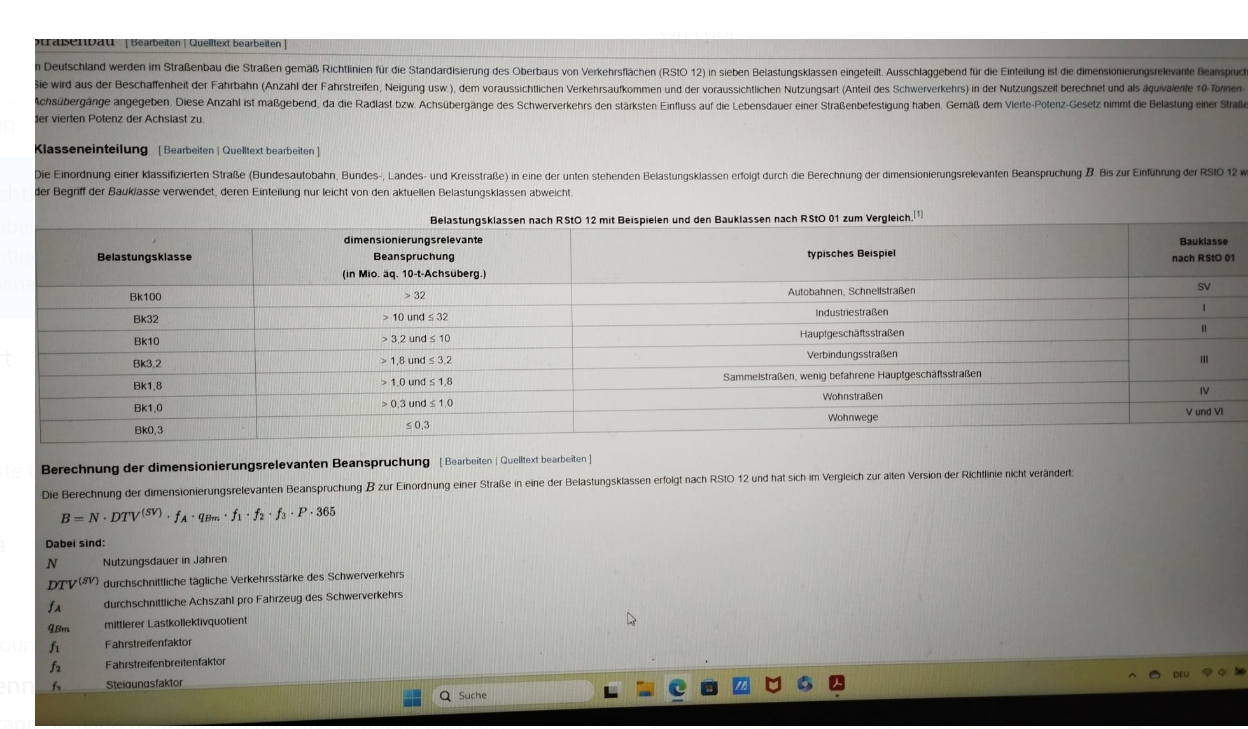 Straßenbau [ Bearbeiten | Quelltext bearbeiten ]
n Deutschland werden im Straßenbau die Straßen gemäß Richtlinien für die Standardisierung des Oberbaus von Verkehrsflächen (RStO 12) in sieben Belastungsklassen eingeteilt. Ausschlaggebend für die Einteilung ist die dimensionierungsrelevante Beanspruch
Sie wird aus der Beschaffenheit der Fahrbahn (Anzahl der Fahrstreifen, Neigung usw.), dem voraussichtlichen Verkehrsaufkommen und der voraussichtlichen Nutzungsart (Anteil des Schwerverkehrs) in der Nutzungszeit berechnet und als äquivalente 10-Tonnen-
Achsübergänge angegeben. Diese Anzahl ist maßgebend, da die Radlast bzw. Achsübergänge des Schwerverkehrs den stärksten Einfluss auf die Lebensdauer einer Straßenbefestigung haben. Gemäß dem Vierte-Potenz-Gesetz nimmt die Belastung einer Straße
der vierten Potenz der Achslast zu.
Klasseneinteilung [ Bearbeiten | Quelltext bearbeiten ]
Die Einordnung einer klassifizierten Straße (Bundesautobahn, Bundes-, Landes- und Kreisstraße) in eine der unten stehenden Belastungsklassen erfolgt durch die Berechnung der dimensionierungsrelevanten Beanspruchung B. Bis zur Einführung der RStO 12 w
der Begriff der Bauklasse verwendet, deren Einteilung nur leicht von den aktuellen Belastungsklassen abweicht.
Belastungsklassen nach RStO 12 mit Beispielen und den Bauklassen nach RStO 01 zum Vergleich.[1]
Belastungsklasse dimensionierungsrelevante Beanspruchung (in Mio. äq. 10-t-Achsüberg.) typisches Beispiel Bauklasse nach RStO 01
Bk100 > 32 Autobahnen, Schnellstraßen SV
Bk32 > 10 und ≤ 32 Industriestraßen I
Bk10 > 3,2 und ≤ 10 Hauptgeschäftsstraßen II
Bk3,2 > 1,8 und ≤ 3,2 Verbindungsstraßen III
Bk1,8 > 1,0 und ≤ 1,8 Sammelstraßen, wenig befahrene Hauptgeschäftsstraßen
Bk1,0 > 0,3 und ≤ 1,0 Wohnstraßen IV
Bk0,3 ≤ 0,3 Wohnwege V und VI
Berechnung der dimensionierungsrelevanten Beanspruchung [ Bearbeiten | Quelltext bearbeiten ]
Die Berechnung der dimensionierungsrelevanten Beanspruchung B zur Einordnung einer Straße in eine der Belastungsklassen erfolgt nach RStO 12 und hat sich im Vergleich zur alten Version der Richtlinie nicht verändert:
B = N · DTV^(SV) · f_A · q_Bm · f_1 · f_2 · f_3 · P · 365
Dabei sind:
N Nutzungsdauer in Jahren
DTV^(SV) durchschnittliche tägliche Verkehrsstärke des Schwerverkehrs
f_A durchschnittliche Achszahl pro Fahrzeug des Schwerverkehrs
q_Bm mittlerer Lastkollektivquotient
f_1 Fahrstreifenfaktor
f_2 Fahrstreifenbreitenfaktor
f_3 Steigungsfaktor
Suche
DEU